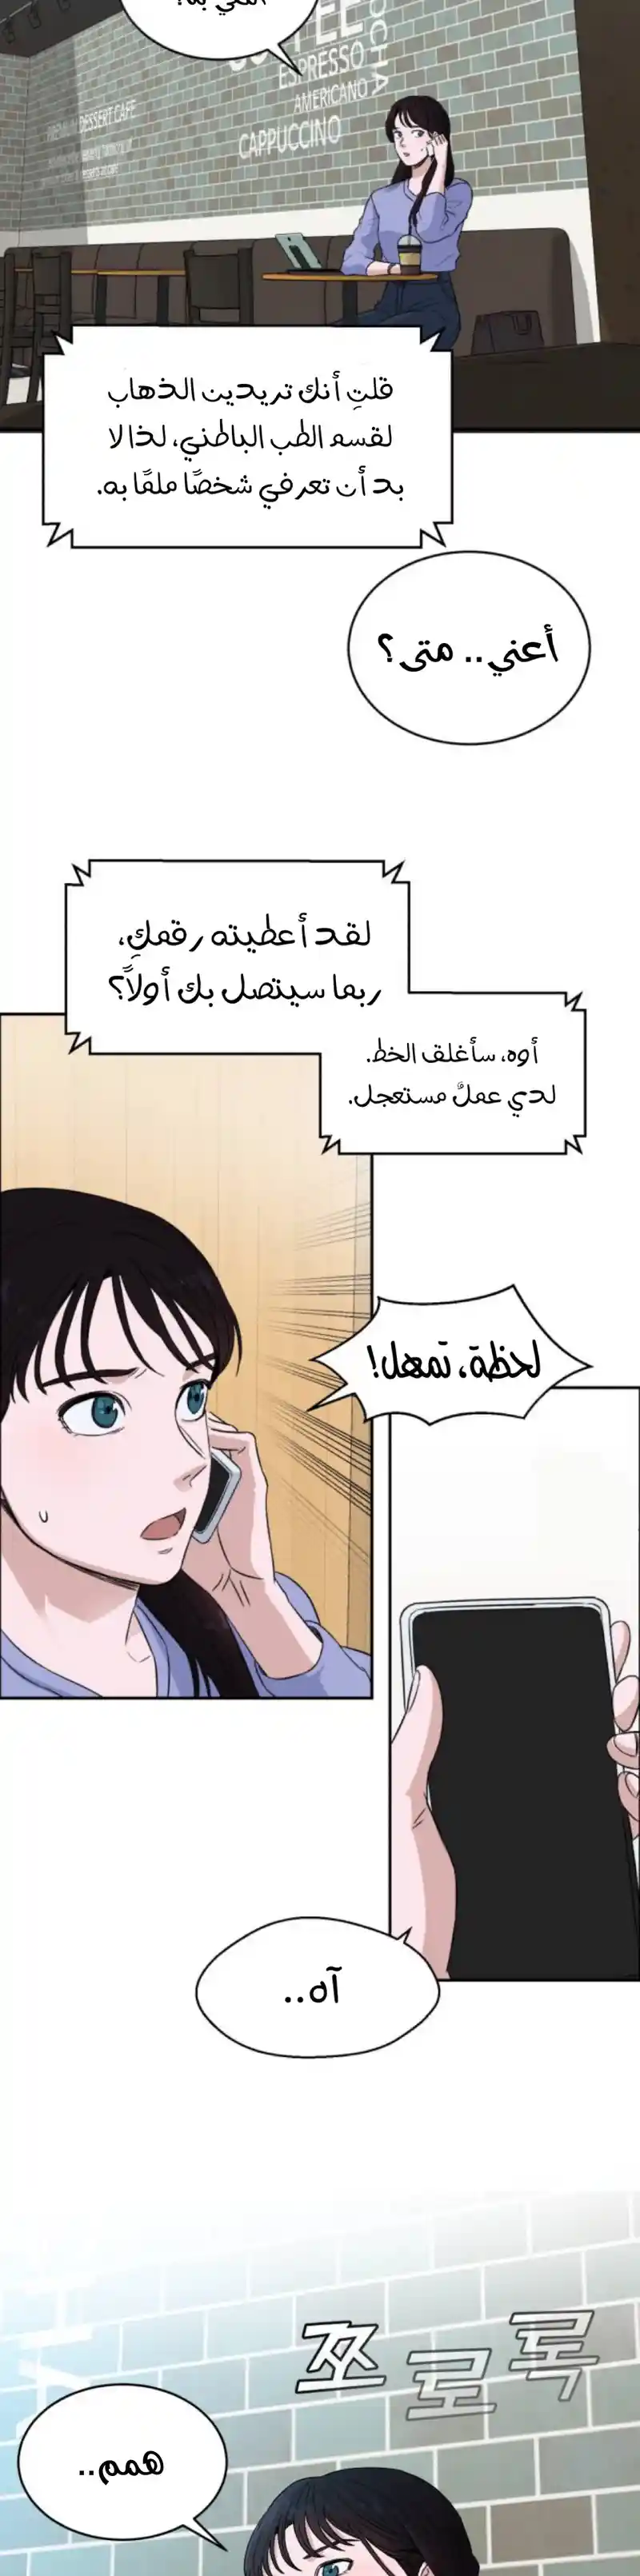 ESPRESSO
AMERICANO
CAPPUCCINO
DESSERT CAFE
قلتِ أنك تريدين الذهاب
لقسم الطب الباطني، لذا لا
بد أن تعرفي شخصًا ملمًا به.
أعني.. متى؟
لقد أعطيته رقمكِ،
ربما سيتصل بك أولاً؟
أوه، سأغلق الخط.
لدي عملٌ مستعجل.
لحظة، تمهل!
آه..
쪼로록
همم..